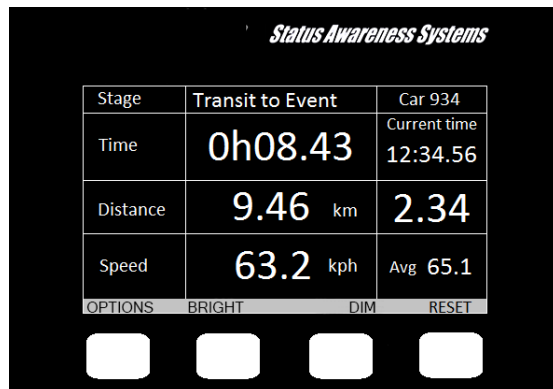 Status Awareness Systems
Stage Transit to Event Car 934
Current time
Time 0h08.43 12:34.56
Distance 9.46 km 2.34
Speed 63.2 kph Avg 65.1
OPTIONS BRIGHT DIM RESET